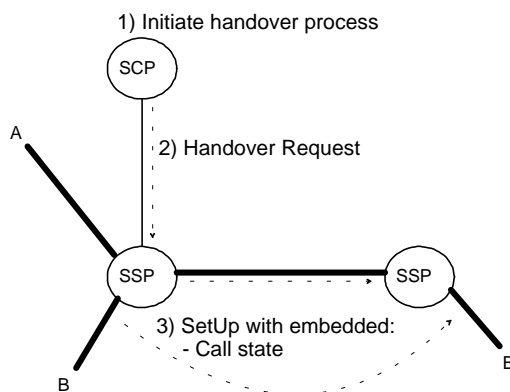 1) Initiate handover process
SCP
A
2) Handover Request
SSP
SSP
3) SetUp with embedded:
- Call state
B